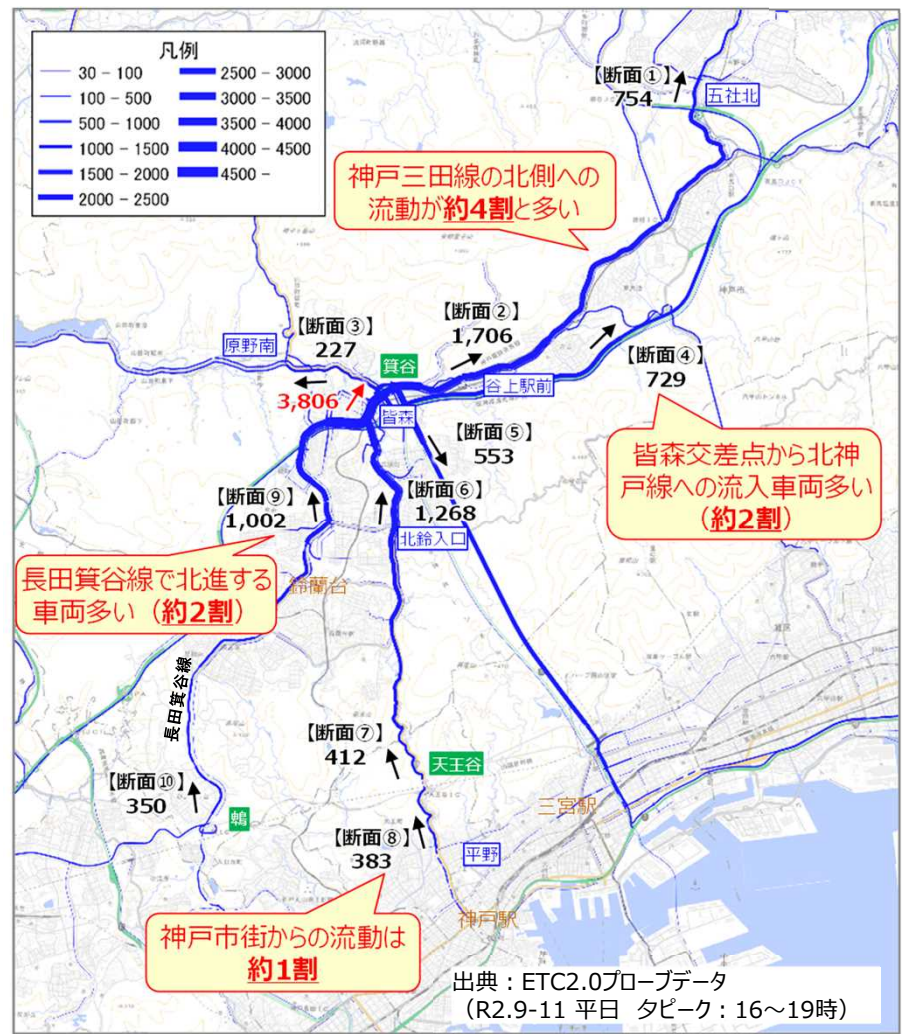 凡例
30 - 100
100 - 500
500 - 1000
1000 - 1500
1500 - 2000
2000 - 2500
2500 - 3000
3000 - 3500
3500 - 4000
4000 - 4500
4500 -
【断面①】
754
五社北
神戸三田線の北側への
流動が約4割と多い
【断面③】
227
【断面②】
1,706
原野南
箕谷
3,806
皆森
谷上駅前
【断面④】
729
【断面⑤】
553
皆森交差点から北神
戸線への流入車両多い
(約2割)
【断面⑨】
1,002
【断面⑥】
1,268
北鈴入口
長田箕谷線で北進する
車両多い(約2割)
鈴蘭台
長田箕谷線
【断面⑦】
412
天王谷
【断面⑩】
350
鵯
三宮駅
【断面⑧】
383
平野
神戸駅
神戸市街からの流動は
約1割
出典:ETC2.0プローブデータ
(R2.9-11 平日 夕ピーク:16~19時)